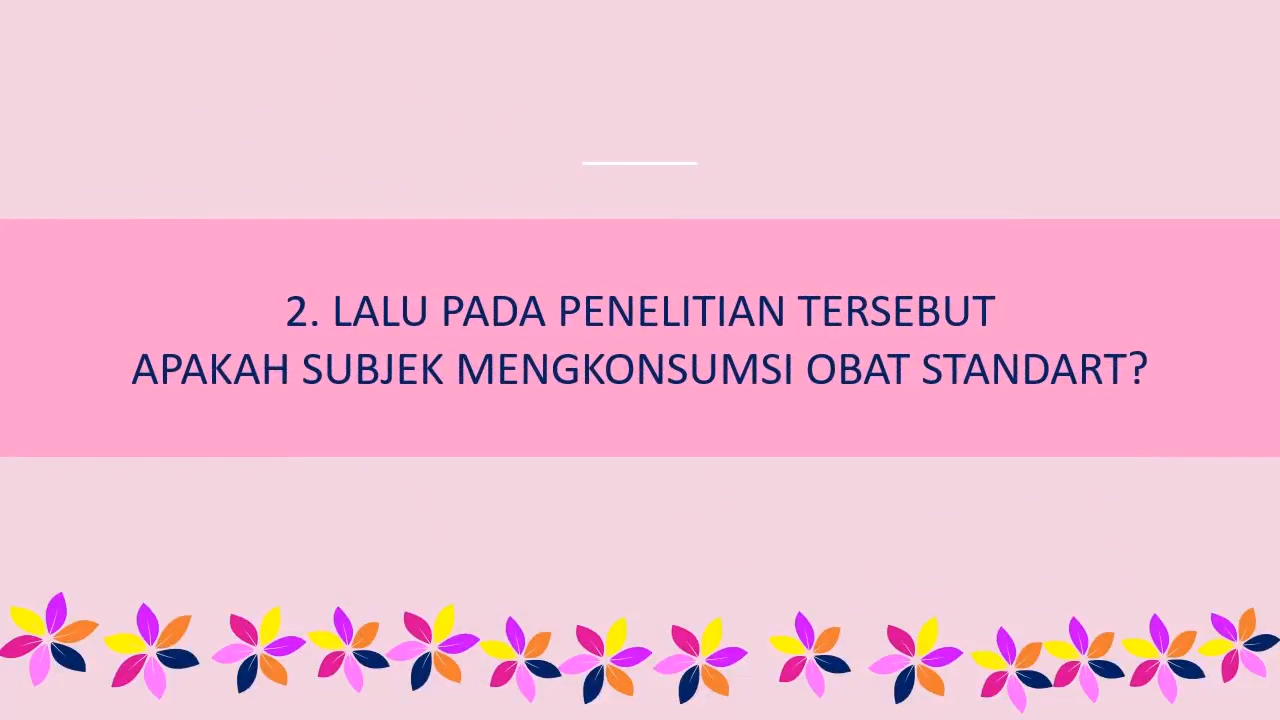 2. LALU PADA PENELITIAN TERSEBUT
APAKAH SUBJEK MENGKONSUMSI OBAT STANDART?